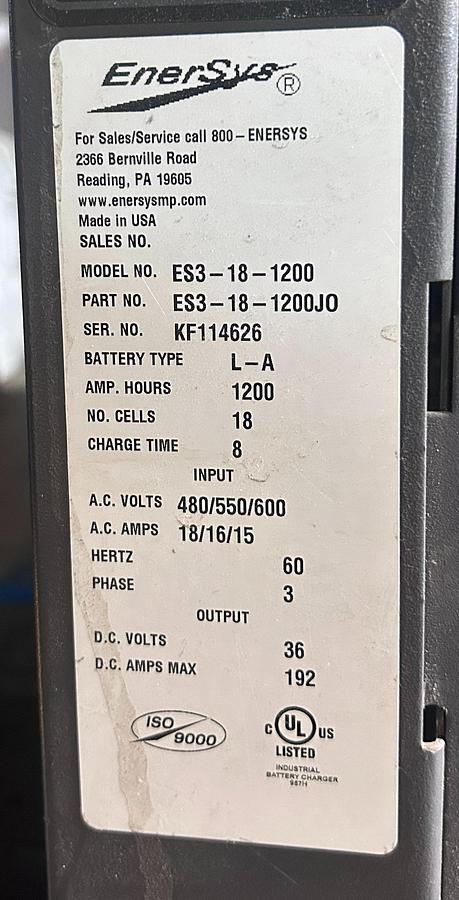 EnerSys®
For Sales/Service call 800-ENERSYS
2366 Bernville Road
Reading, PA 19605
www.enersysmp.com
Made in USA
SALES NO.
MODEL NO. ES3-18-1200
PART NO. ES3-18-1200JO
SER. NO. KF114626
BATTERY TYPE L-A
AMP. HOURS 1200
NO. CELLS 18
CHARGE TIME 8
INPUT
A.C. VOLTS 480/550/600
A.C. AMPS 18/16/15
HERTZ 60
PHASE 3
OUTPUT
D.C. VOLTS 36
D.C. AMPS MAX 192
ISO 9000
C UL US
LISTED
INDUSTRIAL
BATTERY CHARGER
987H